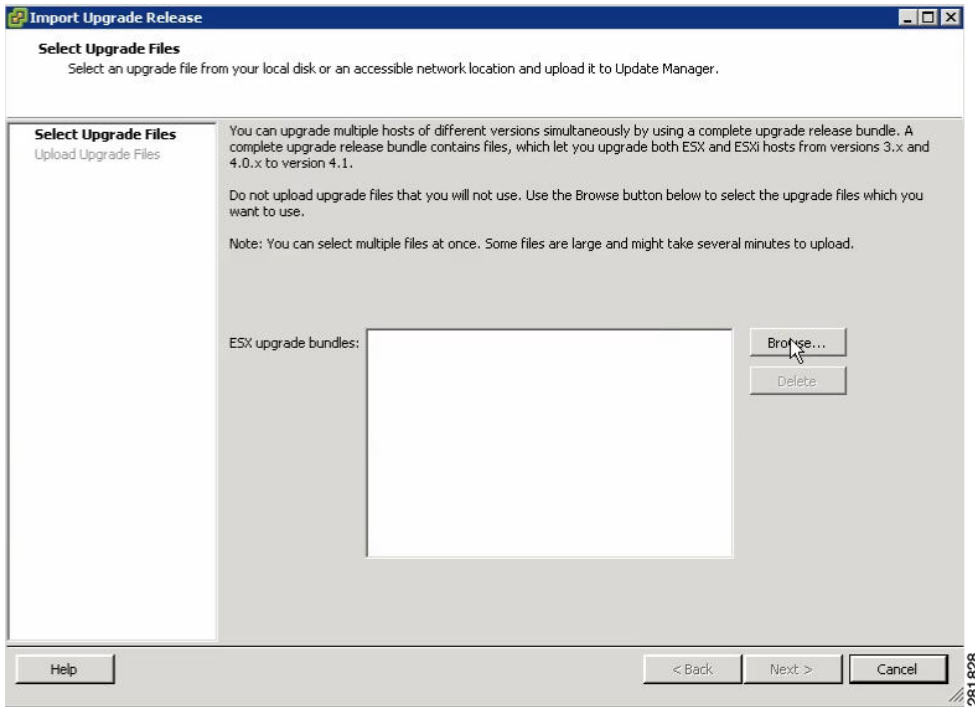 Import Upgrade Release
Select Upgrade Files
Select an upgrade file from your local disk or an accessible network location and upload it to Update Manager.
Select Upgrade Files
Upload Upgrade Files
You can upgrade multiple hosts of different versions simultaneously by using a complete upgrade release bundle. A
complete upgrade release bundle contains files, which let you upgrade both ESX and ESXi hosts from versions 3.x and
4.0.x to version 4.1.
Do not upload upgrade files that you will not use. Use the Browse button below to select the upgrade files which you
want to use.
Note: You can select multiple files at once. Some files are large and might take several minutes to upload.
ESX upgrade bundles:
Browse...
Delete
Help
< Back
Next >
Cancel
281828